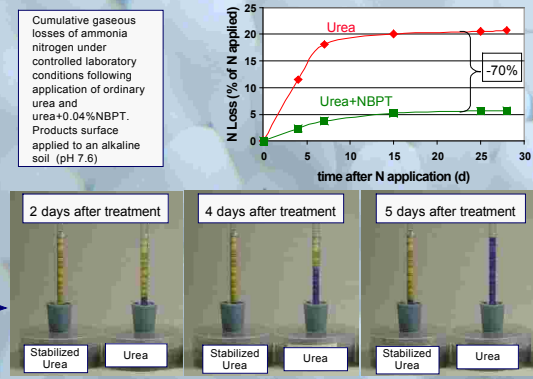 Cumulative gaseous
losses of ammonia
nitrogen under
controlled laboratory
conditions following
application of ordinary
urea and
urea+0.04%NBPT.
Products surface
applied to an alkaline
soil (pH 7.6)
N Loss (% of N applied)
25
20
15
10
5
0
Urea
Urea+NBPT
-70%
0 5 10 15 20 25 30
time after N application (d)
2 days after treatment
4 days after treatment
5 days after treatment
Stabilized
Urea
Urea
Stabilized
Urea
Urea
Stabilized
Urea
Urea